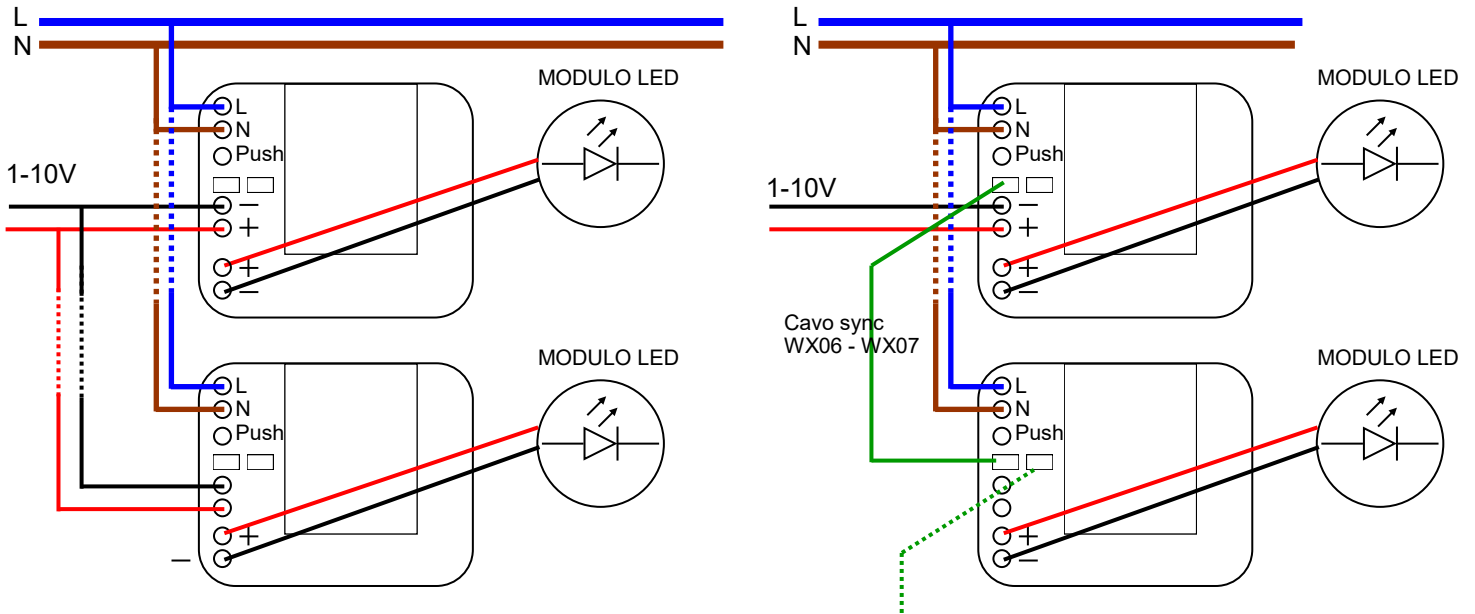 L
N
MODULO LED
L
N
Push
1-10V
−
+
+
−
MODULO LED
L
N
Push
+
−
L
N
MODULO LED
L
N
Push
1-10V
−
+
+
−
Cavo sync
WX06 - WX07
MODULO LED
L
N
Push
+
−